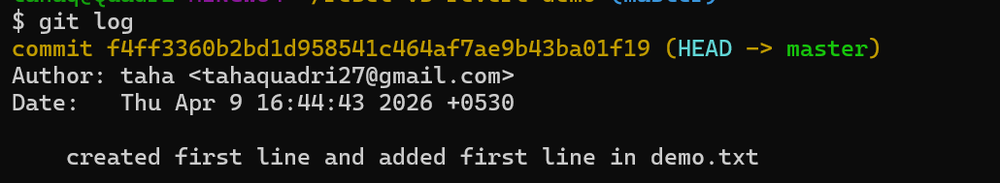 $ git log
commit f4ff3360b2bd1d958541c464af7ae9b43ba01f19 (HEAD -> master)
Author: taha <tahaquadri27@gmail.com>
Date:   Thu Apr 9 16:44:43 2026 +0530
    created first line and added first line in demo.txt